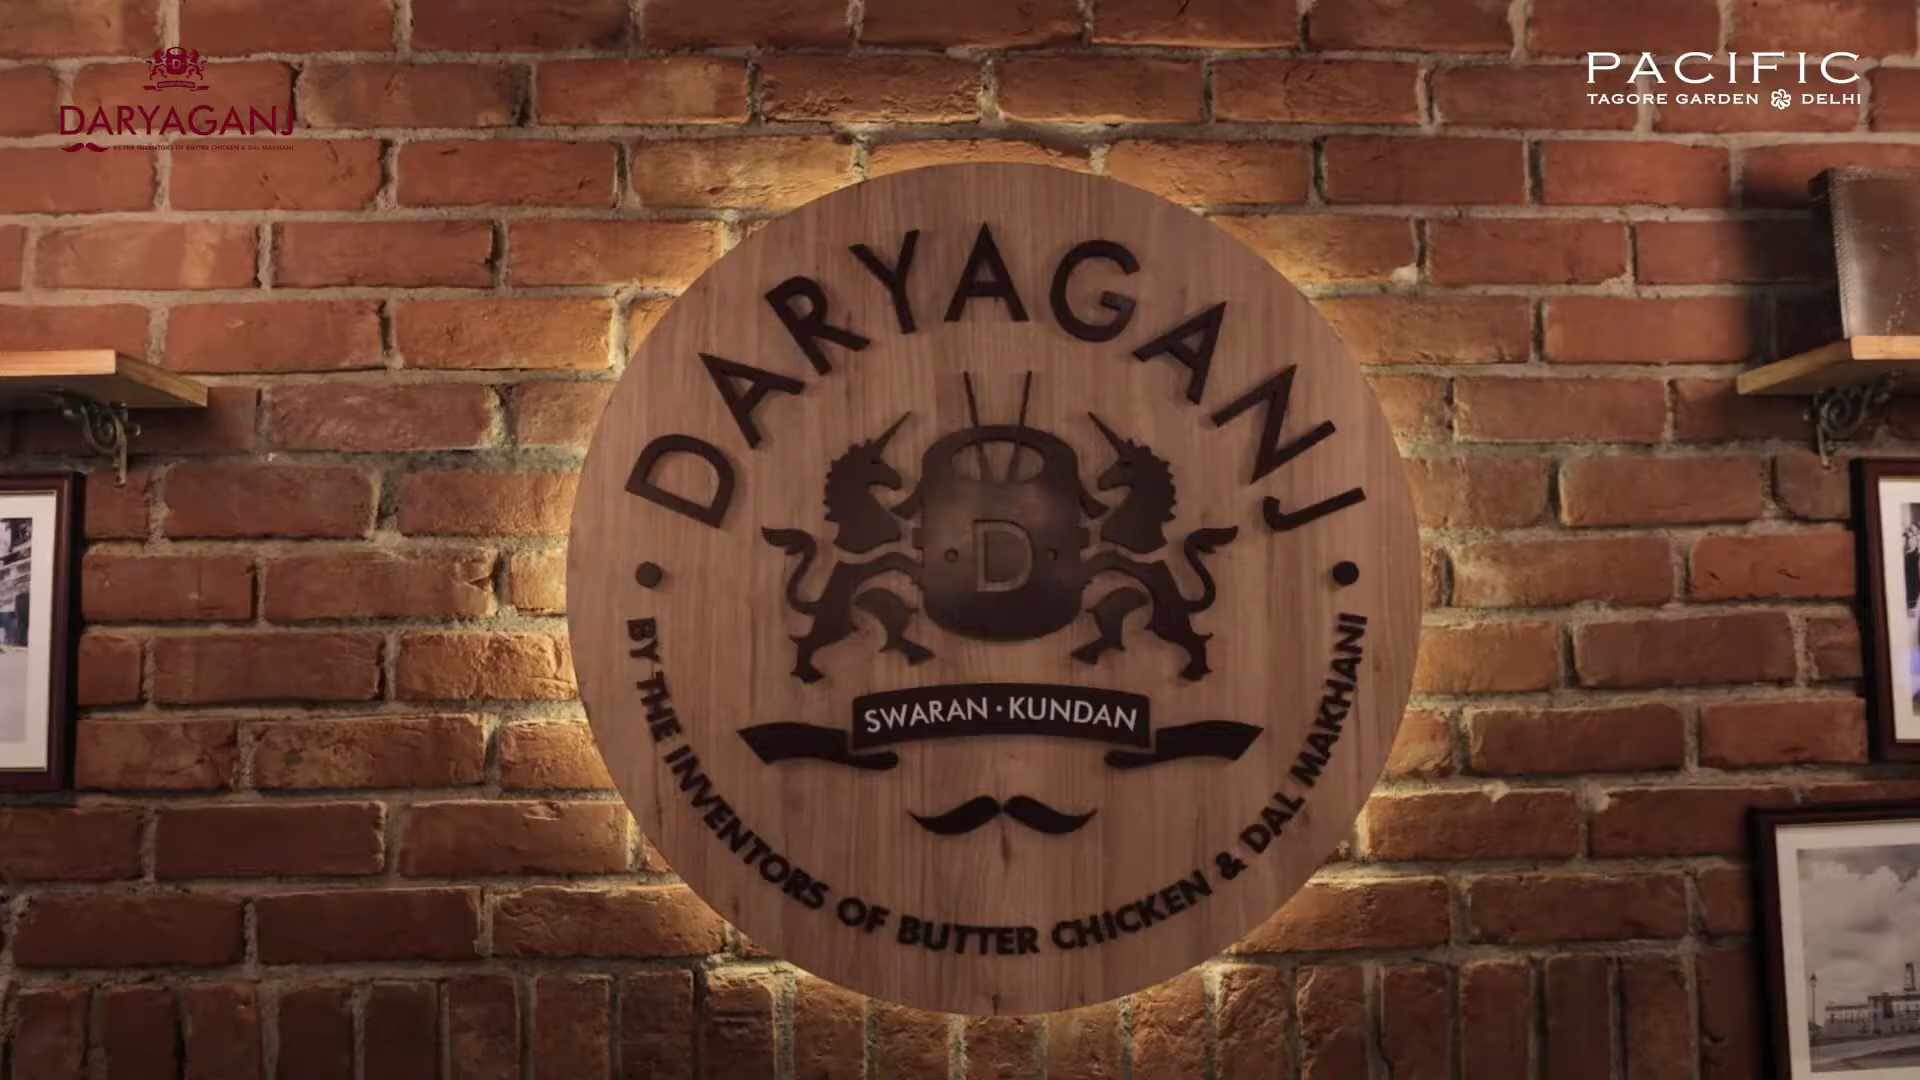 DARYAGANJ
BY THE INVENTORS OF BUTTER CHICKEN & DAL MAKHANI
PACIFIC
TAGORE GARDEN DELHI
DARYAGANJ
D
SWARAN · KUNDAN
• BY THE INVENTORS OF BUTTER CHICKEN & DAL MAKHANI •